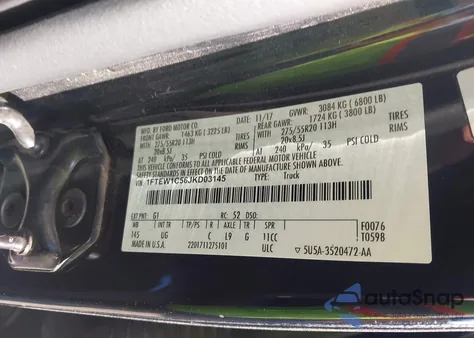 MFD. BY FORD MOTOR CO.
11/17 GVWR: 3084 KG ( 6800 LB)
FRONT GAWR: 1463 KG ( 3225 LB) REAR GAWR: 1724 KG ( 3800 LB)
275/55R20 113H TIRES 275/55R20 113H TIRES
20x8.5J 20x8.5J
AT 240 kPa/ 35 PSI COLD AT 240 kPa/ 35 PSI COLD
THIS VEHICLE CONFORMS TO ALL APPLICABLE FEDERAL MOTOR VEHICLE
SAFETY STANDARDS IN EFFECT ON THE DATE OF MANUFACTURE SHOWN ABOVE.
VIN: 1FTEW1C56JKD03145 TYPE: Truck
EXT PNT: G1 RC: 52 DSO: F0076
WB INT TR TP/PS R AXLE TR SPR T0598
145 UG C L9 G 11CC
MADE IN U.S.A. 2201711275101 ULC 5U5A-3520472-AA
autoSnap